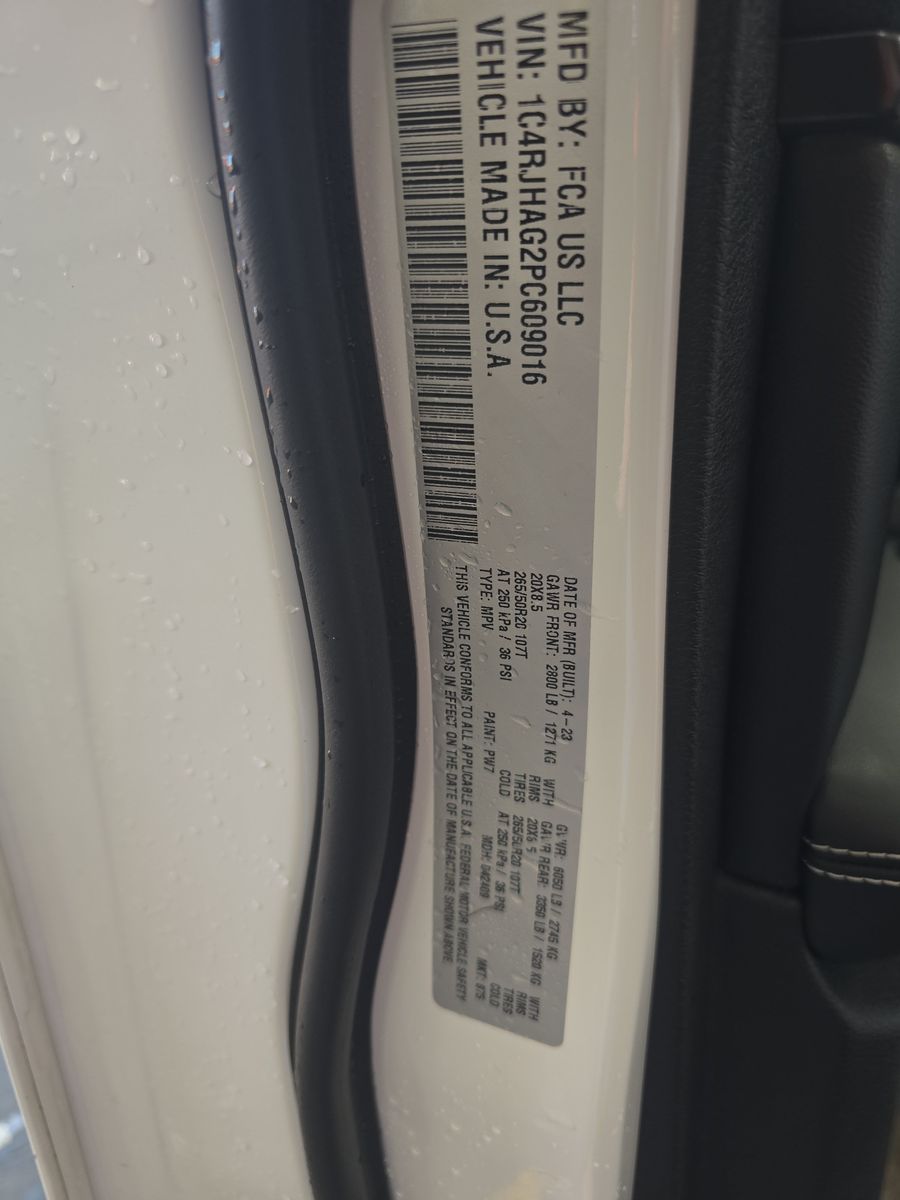 MFD BY: FCA US LLC
VIN: 1C4RJHAG2PC609016
VEHICLE MADE IN: U.S.A.
DATE OF MFR (BUILT): 4-23 GVWR: 6050 LB / 2745 KG
GAWR FRONT: 2800 LB / 1271 KG WITH GAWR REAR: 3350 LB / 1520 KG WITH
20X8.5 RIMS 20X8.5 RIMS
265/50R20 107T TIRES 265/50R20 107T TIRES
AT 250 kPa / 36 PSI COLD AT 250 kPa / 36 PSI COLD
TYPE: MPV PAINT: PW7 MDH: 042409 MKT:
THIS VEHICLE CONFORMS TO ALL APPLICABLE U.S.A. FEDERAL MOTOR VEHICLE SAFETY
STANDARDS IN EFFECT ON THE DATE OF MANUFACTURE SHOWN ABOVE.